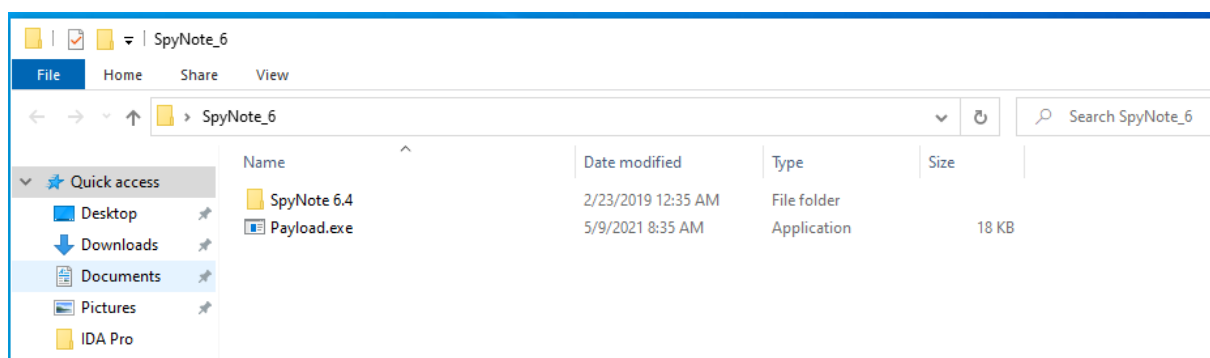 SpyNote_6
File Home Share View
SpyNote_6 Search SpyNote_6
Name Date modified Type Size
Quick access
Desktop
Downloads
Documents
Pictures
IDA Pro
SpyNote 6.4 2/23/2019 12:35 AM File folder
Payload.exe 5/9/2021 8:35 AM Application 18 KB